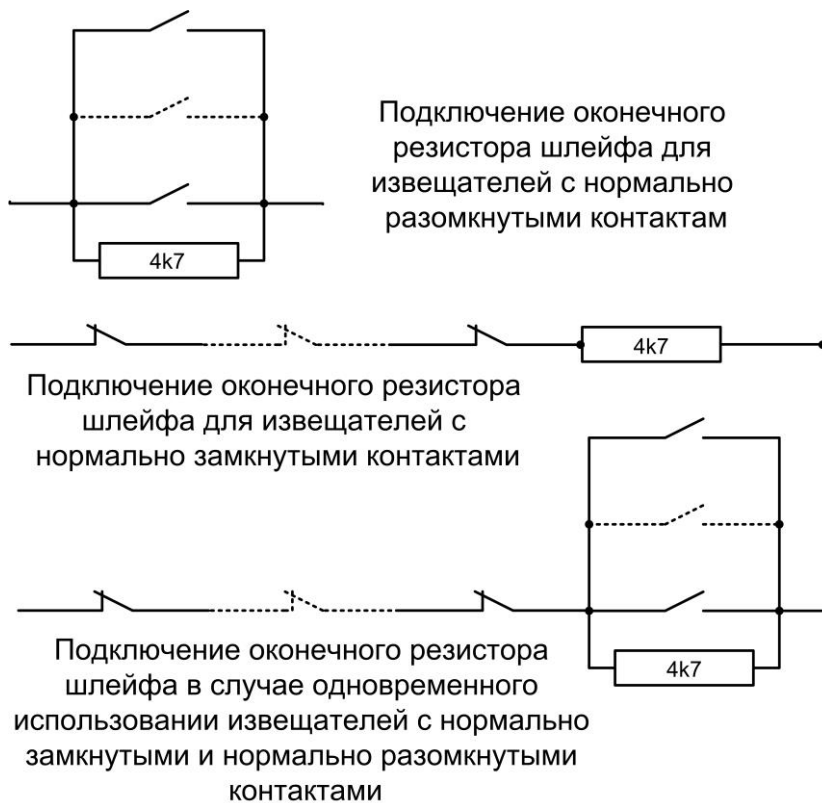 Подключение оконечного
резистора шлейфа для
извещателей с нормально
разомкнутыми контактам
4k7
4k7
Подключение оконечного резистора
шлейфа для извещателей с
нормально замкнутыми контактами
4k7
Подключение оконечного резистора
шлейфа в случае одновременного
использовании извещателей с нормально
замкнутыми и нормально разомкнутыми
контактами